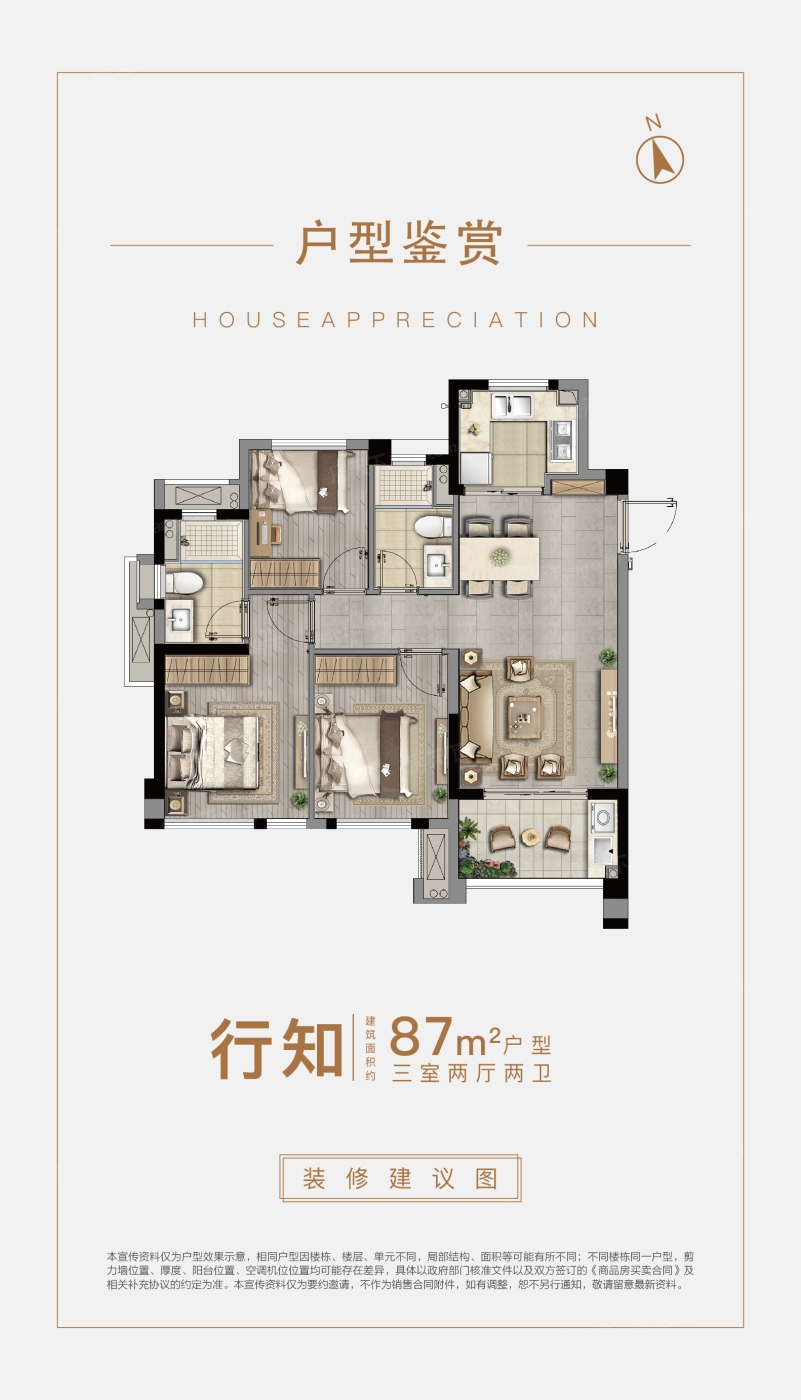 N
户型鉴赏
HOUSEAPPRECIATION
行知
建筑面积约
87m²户型
三室两厅两卫
装修建议图
本宣传资料仅为户型效果示意，相同户型因楼栋、楼层、单元不同，局部结构、面积等可能有所不同；不同楼栋同一户型，剪
力墙位置、厚度、阳台位置、空调机位位置均可能存在差异，具体以政府部门核准文件以及双方签订的《商品房买卖合同》及
相关补充协议的约定为准。本宣传资料仅为要约邀请，不作为销售合同附件，如有调整，恕不另行通知，敬请留意最新资料。